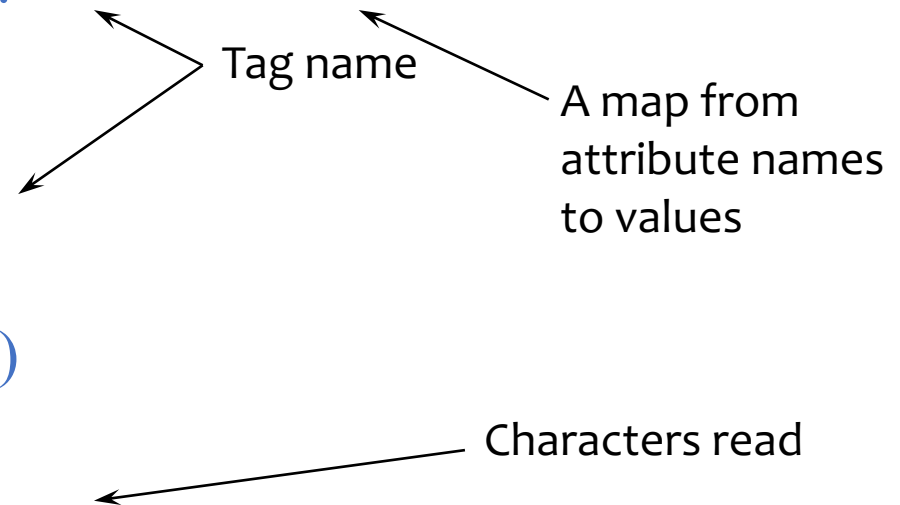 Tag name
A map from
attribute names
to values
)
Characters read